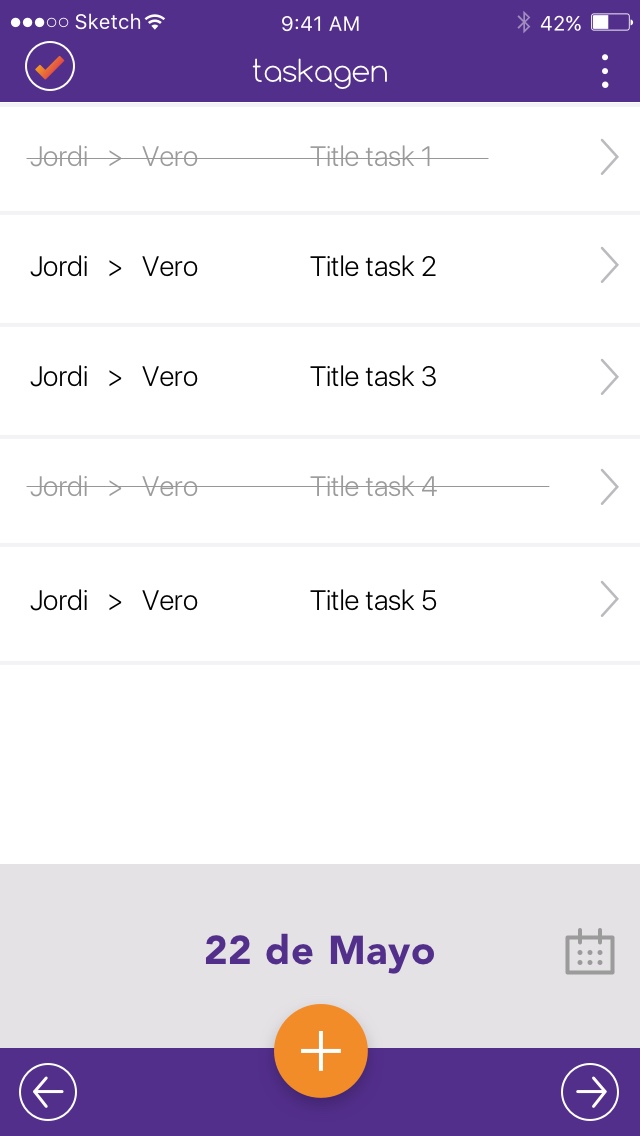 Sketch 9:41 AM 42%
taskagen
Jordi > Vero Title task 1
Jordi > Vero Title task 2
Jordi > Vero Title task 3
Jordi > Vero Title task 4
Jordi > Vero Title task 5
22 de Mayo